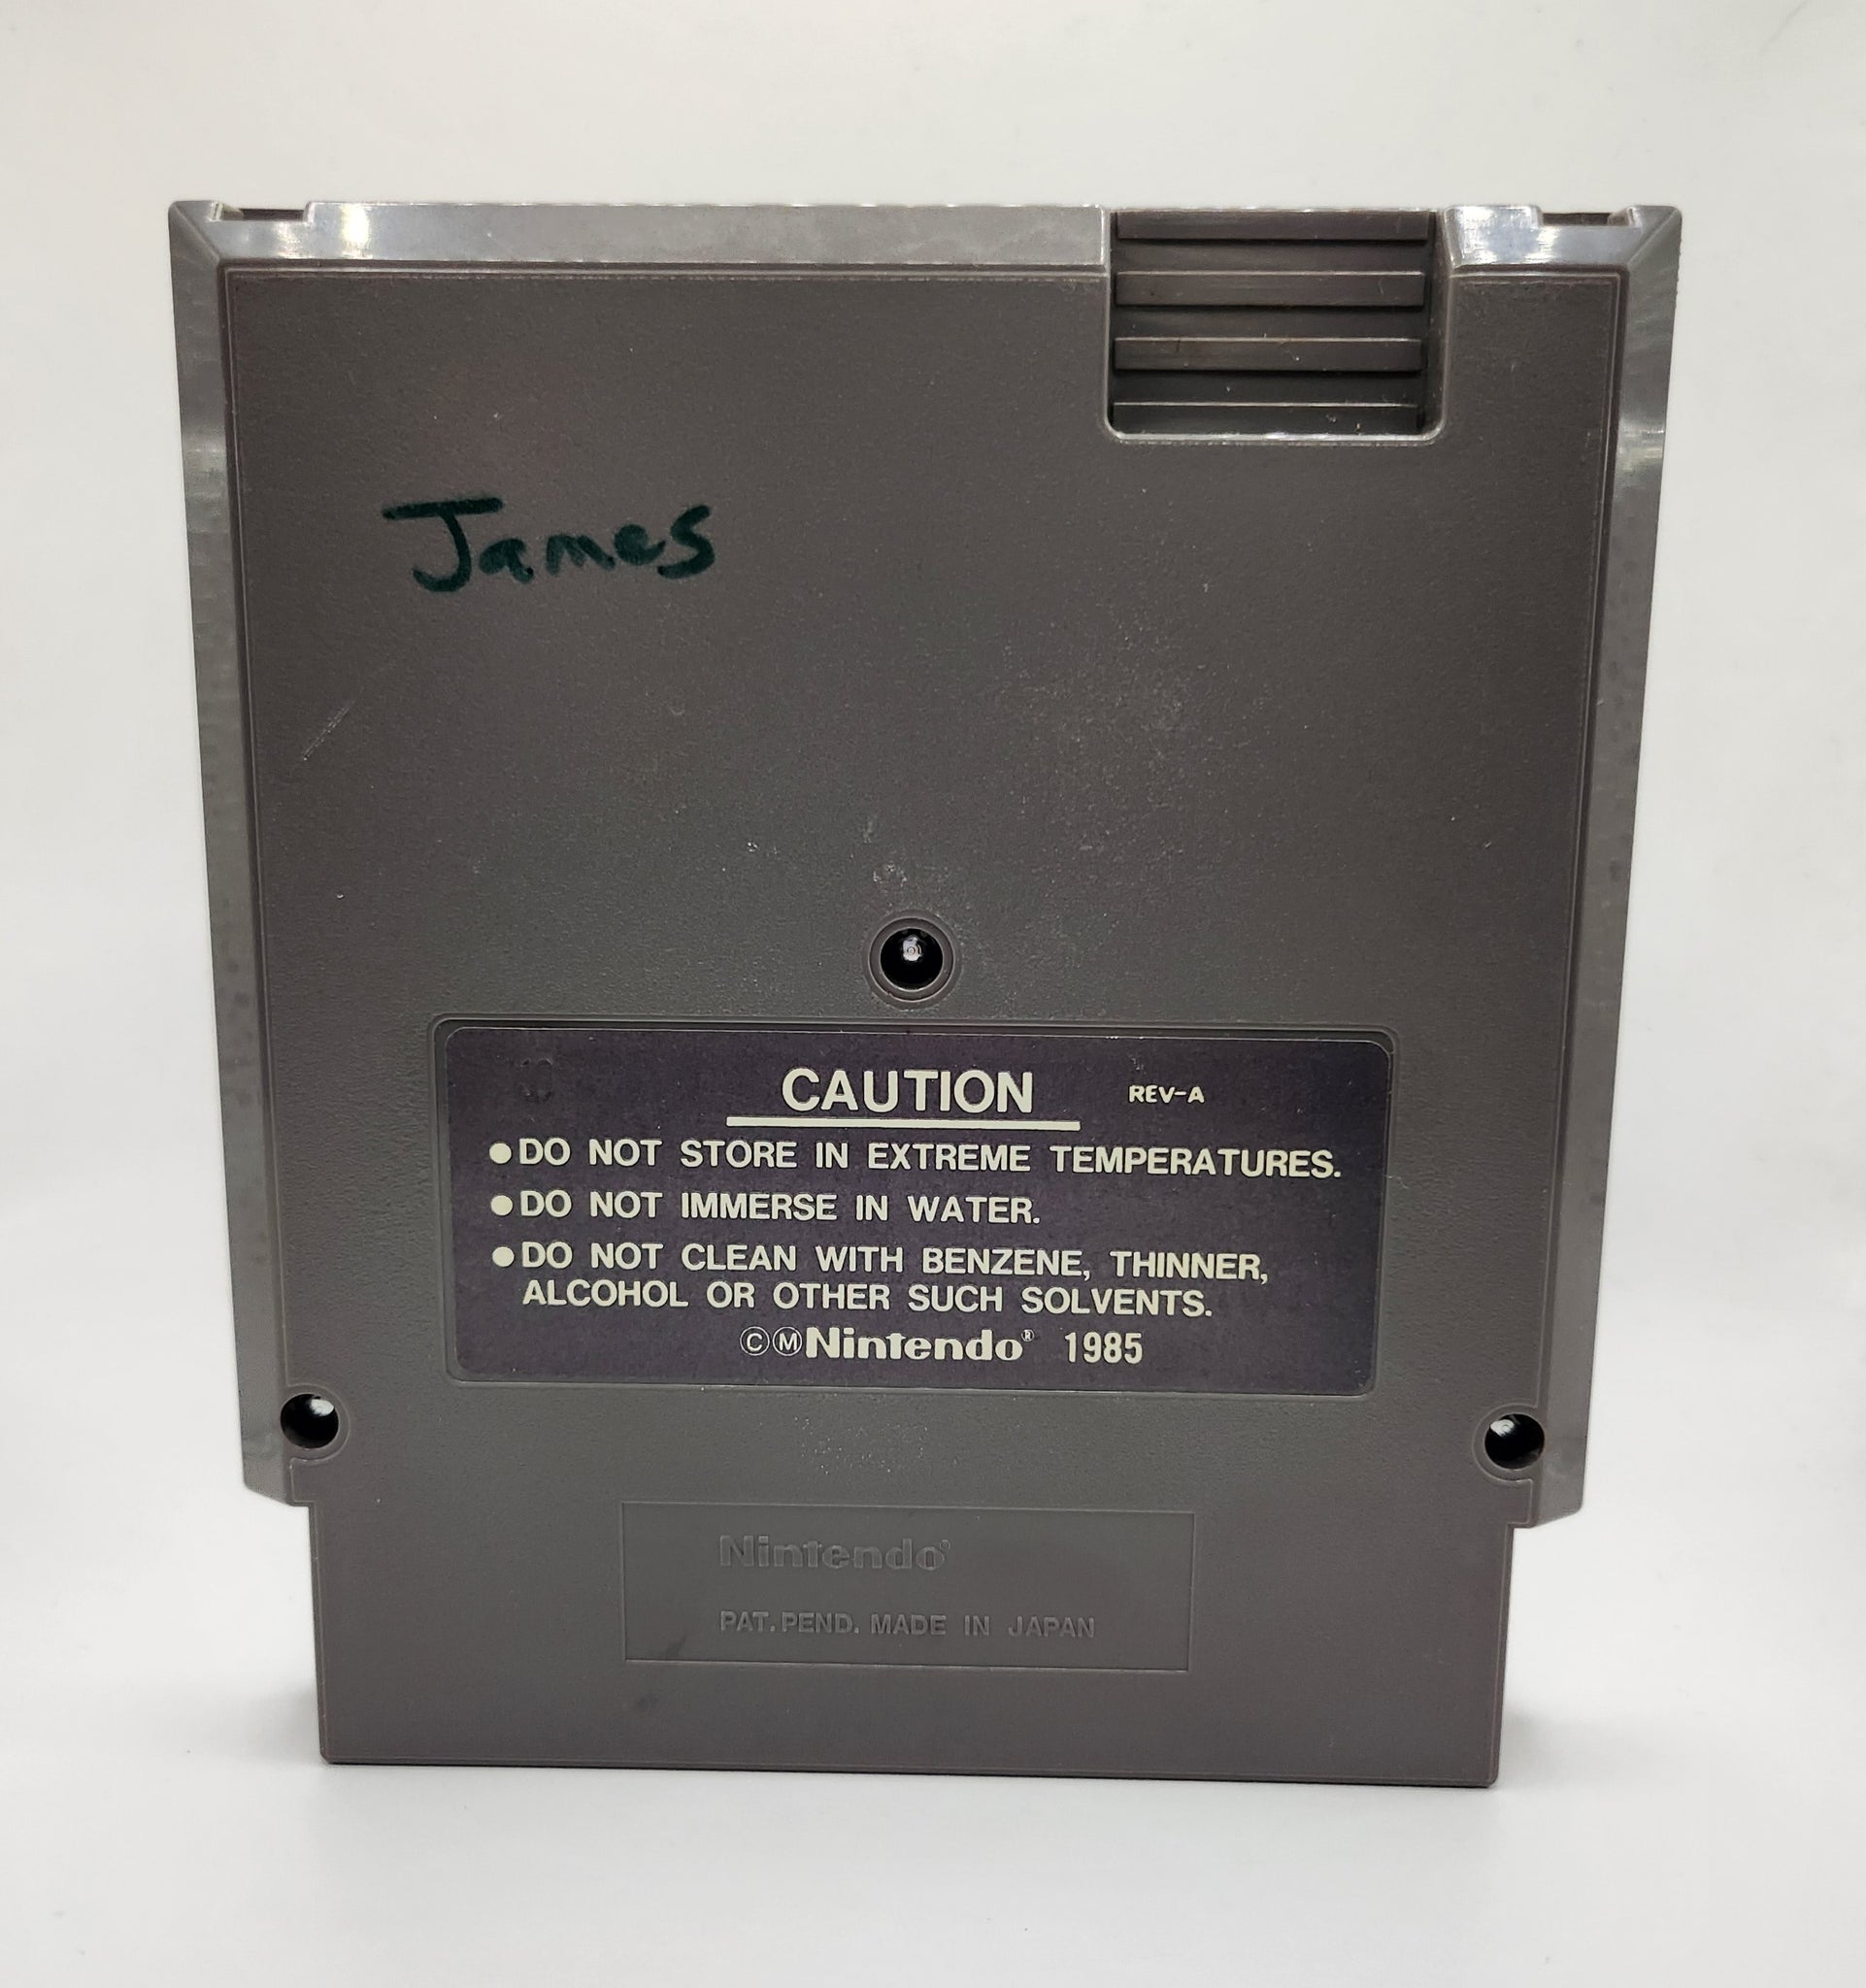 James
CAUTION REV-A
●DO NOT STORE IN EXTREME TEMPERATURES.
●DO NOT IMMERSE IN WATER.
●DO NOT CLEAN WITH BENZENE, THINNER,
ALCOHOL OR OTHER SUCH SOLVENTS.
©ⓂNintendo® 1985
Nintendo®
PAT. PEND. MADE IN JAPAN